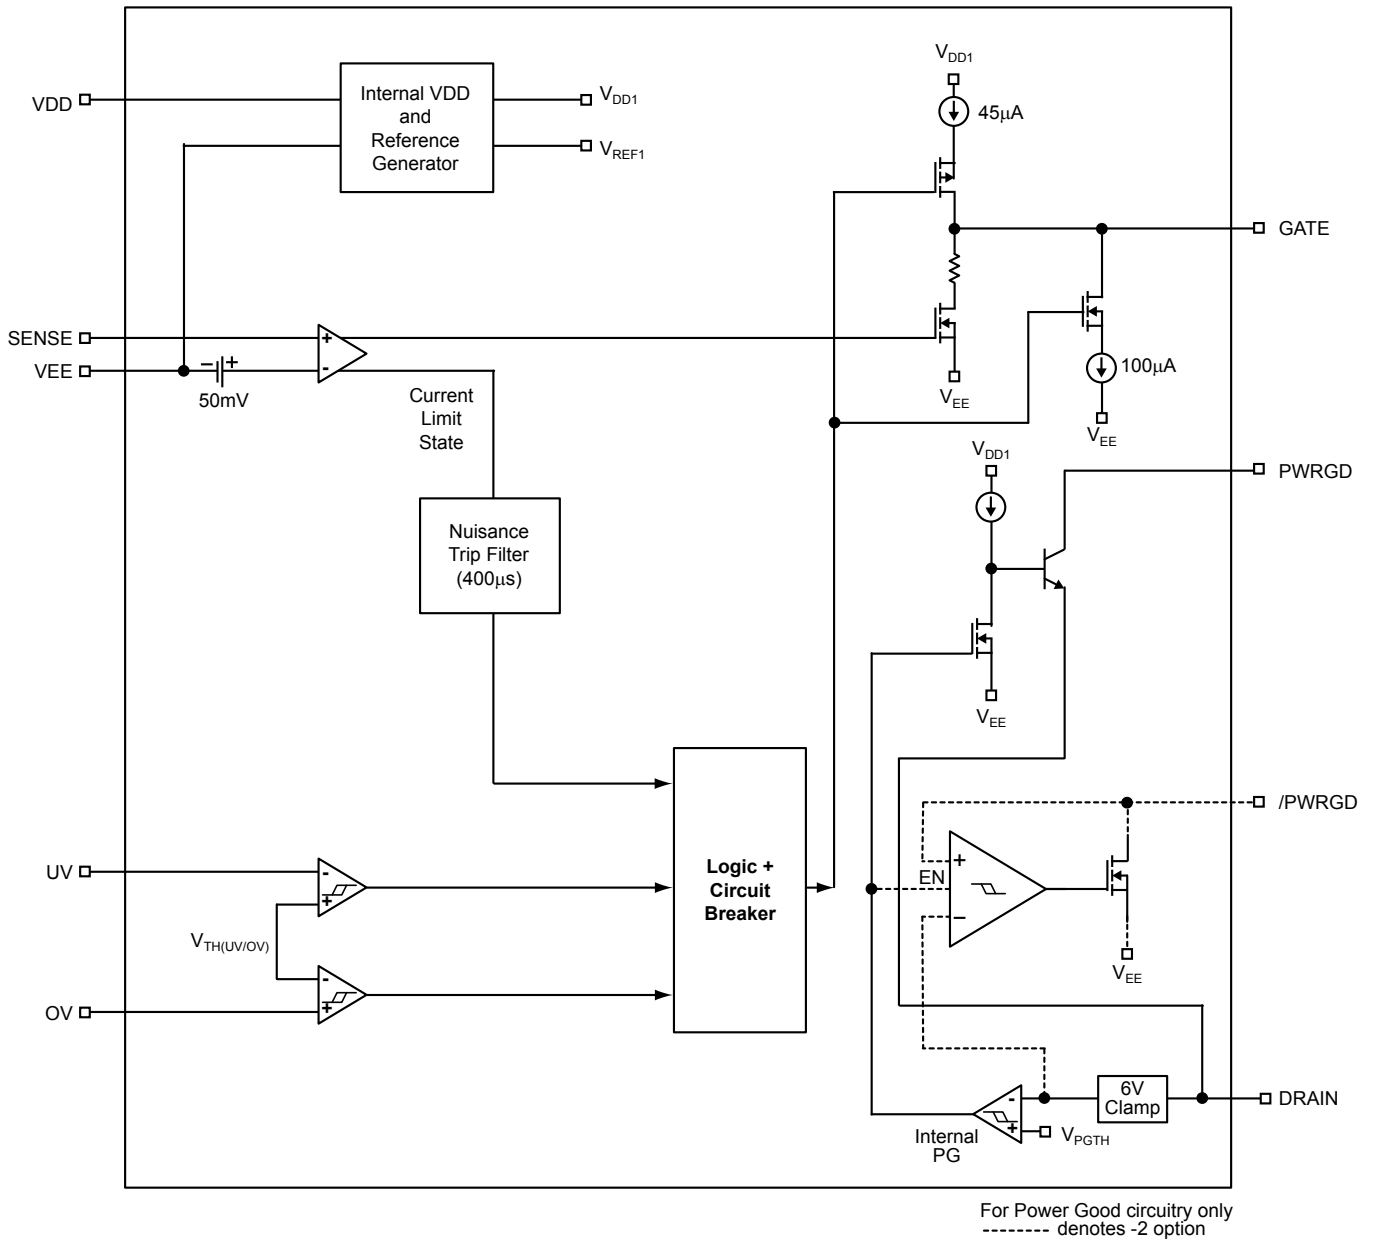 VDD
Internal VDD
and
Reference
Generator
VDD1
VREF1
VDD1
45µA
GATE
SENSE
VEE
+
-
− +
50mV
Current
Limit
State
VEE
100µA
VEE
VDD1
PWRGD
Nuisance
Trip Filter
(400µs)
VEE
/PWRGD
UV
-
+
VTH(UV/OV)
-
+
OV
Logic +
Circuit
Breaker
+
EN
−
VEE
6V
Clamp
DRAIN
-
+
VPGTH
Internal
PG
For Power Good circuitry only
------- denotes -2 option